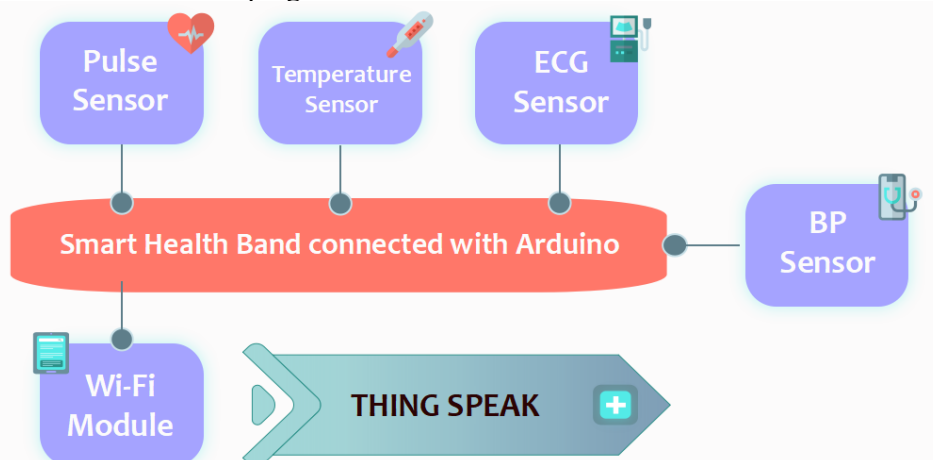 Pulse
Sensor
Temperature
Sensor
ECG
Sensor
BP
Sensor
Smart Health Band connected with Arduino
Wi-Fi
Module
THING SPEAK